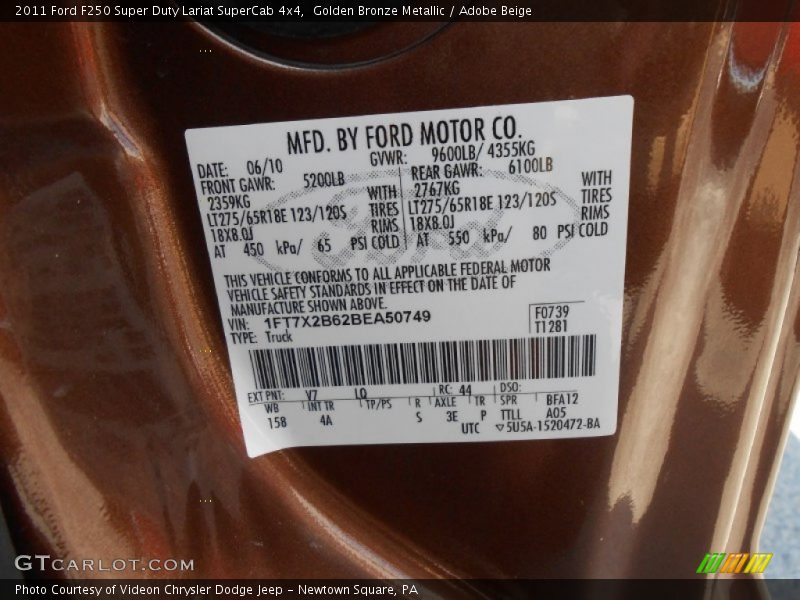 2011 Ford F250 Super Duty Lariat SuperCab 4x4,  Golden Bronze Metallic / Adobe Beige
MFD. BY FORD MOTOR CO.
DATE: 06/10 GVWR: 9600LB/ 4355KG
FRONT GAWR: 5200LB REAR GAWR: 6100LB
2359KG WITH 2767KG WITH
LT275/65R18E 123/120S TIRES LT275/65R18E 123/120S TIRES
18X8.0J RIMS 18X8.0J RIMS
AT 450 kPa/ 65 PSI COLD AT 550 kPa/ 80 PSI COLD
Ford
THIS VEHICLE CONFORMS TO ALL APPLICABLE FEDERAL MOTOR
VEHICLE SAFETY STANDARDS IN EFFECT ON THE DATE OF
MANUFACTURE SHOWN ABOVE.
VIN: 1FT7X2B62BEA50749 F0739
TYPE: Truck T1281
EXT PNT: V7 LQ RC: 44 DSO:
WB INT TR TP/PS R AXLE TR SPR BFA12
158 4A S 3E P TTLL A05
UTC ▽5U5A-1520472-BA
GTCARLOT.COM
Photo Courtesy of Videon Chrysler Dodge Jeep – Newtown Square, PA